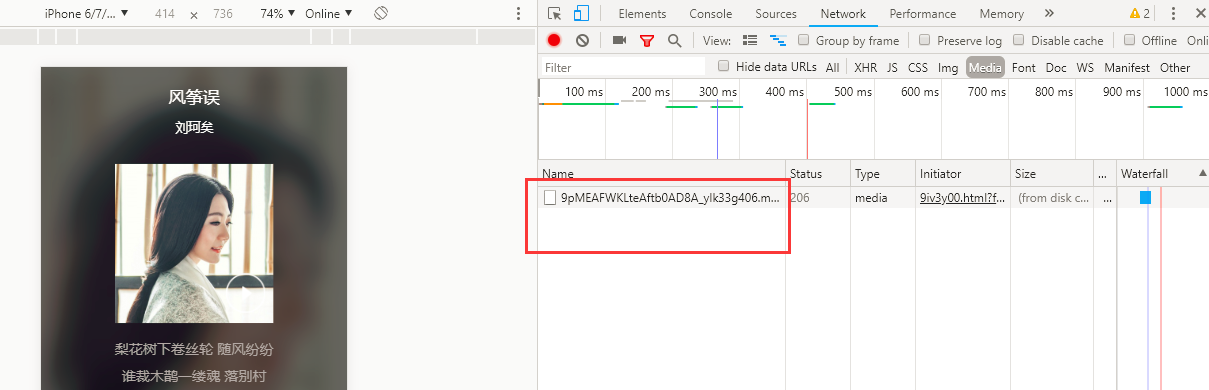 iPhone 6/7/... 414 × 736 74% Online
Elements Console Sources Network Performance Memory 2
View: Group by frame Preserve log Disable cache Offline Onli
Filter Hide data URLs All XHR JS CSS Img Media Font Doc WS Manifest Other
100 ms 200 ms 300 ms 400 ms 500 ms 600 ms 700 ms 800 ms 900 ms 1000 ms
Name Status Type Initiator Size ... Waterfall
9pMEAFWKLteAftb0AD8A_ylk33g406.m... 206 media 9iv3y00.html?f... (from disk c... ...
风筝误
刘珂矣
梨花树下卷丝轮 随风纷纷
谁裁木鹊一缕魂 落别村